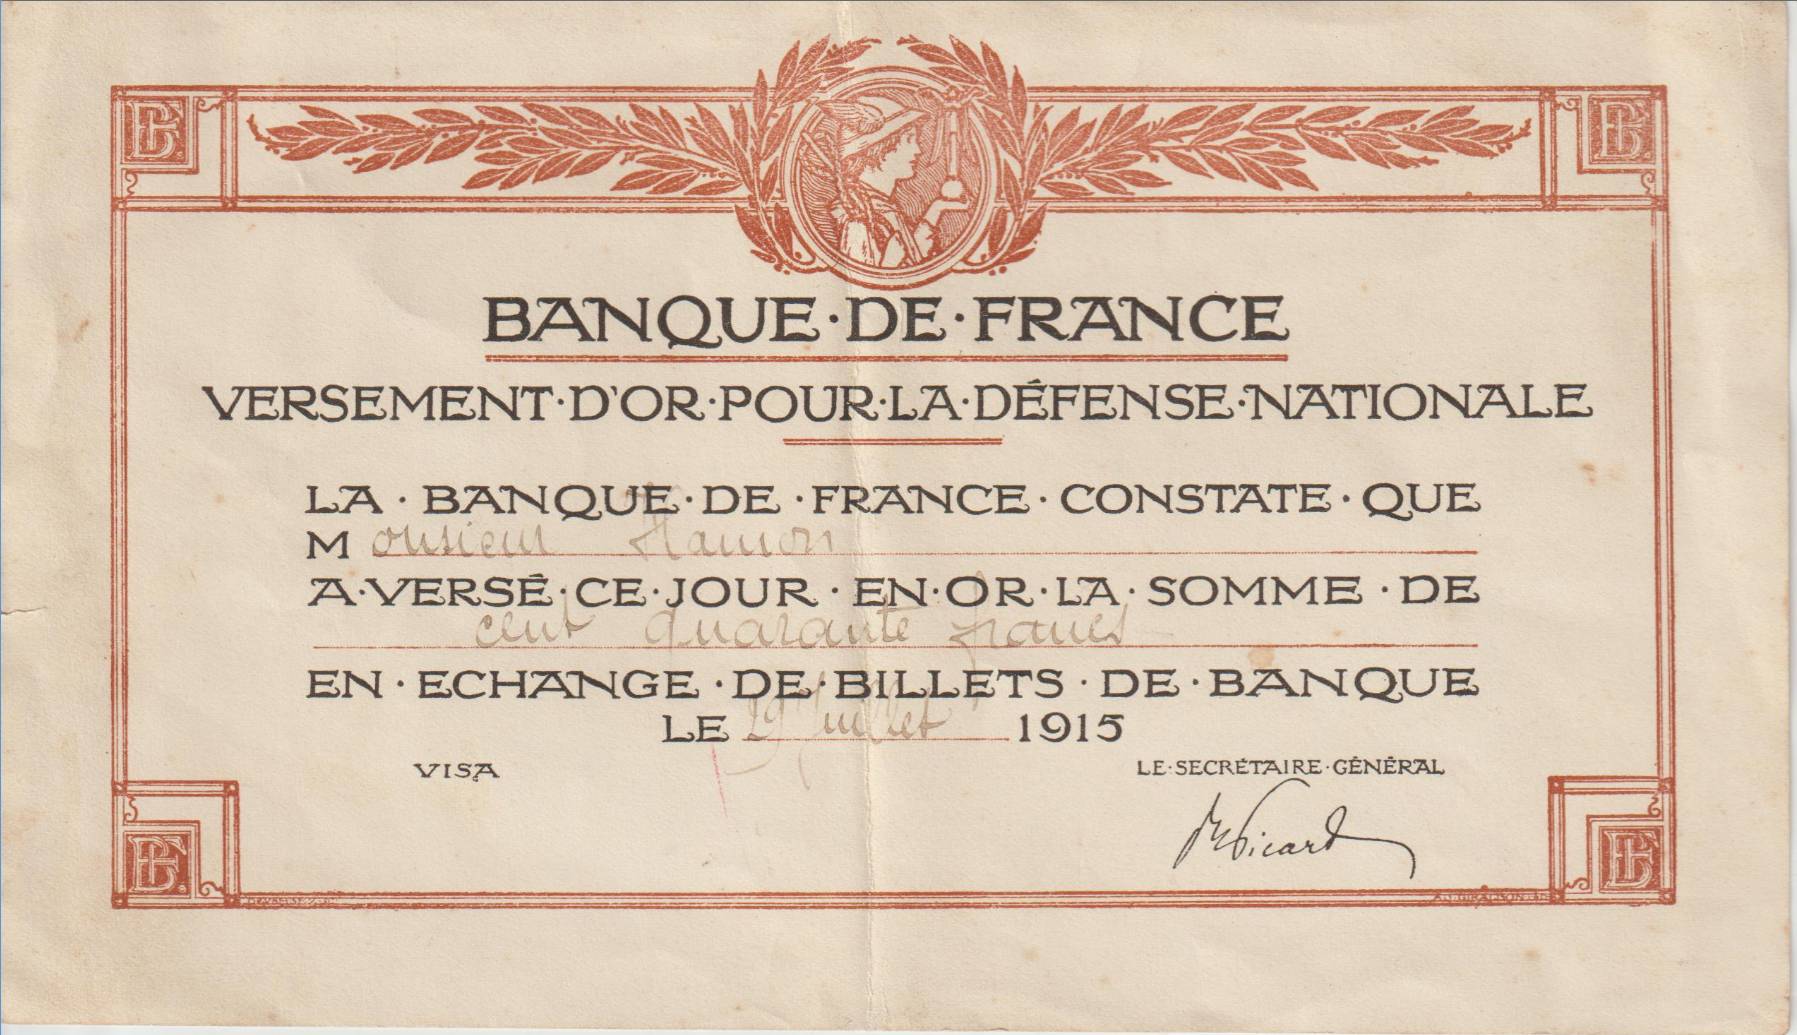 BANQUE·DE·FRANCE
VERSEMENT·D'OR·POUR·LA·DÉFENSE·NATIONALE
LA·BANQUE·DE·FRANCE·CONSTATE·QUE
Monsieur Hamon
A·VERSÉ·CE·JOUR·EN·OR·LA·SOMME·DE
cent quarante francs
EN·ECHANGE·DE·BILLETS·DE·BANQUE
LE 29 Juillet 1915
VISA
LE·SECRÉTAIRE·GÉNÉRAL
Picard